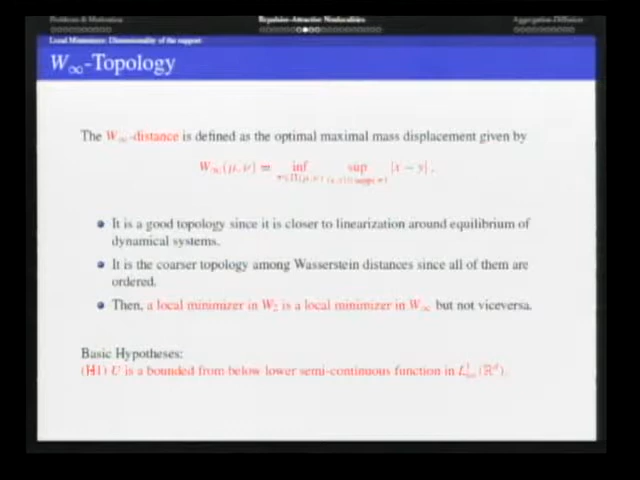 Problems & Motivation Repulsive-Attractive Nonlocalities Aggregation-Diffusion
Local Minimizers: Dimensionality of the support
W∞-Topology
The W∞-distance is defined as the optimal maximal mass displacement given by
W∞(μ, ν) = inf π∈Π(μ,ν) sup (x,y)∈supp(π) |x − y| ,
It is a good topology since it is closer to linearization around equilibrium of
dynamical systems.
It is the coarser topology among Wasserstein distances since all of them are
ordered.
Then, a local minimizer in W₂ is a local minimizer in W∞ but not viceversa.
Basic Hypotheses:
(H1) U is a bounded from below lower semi-continuous function in L¹loc(ℝᵈ).